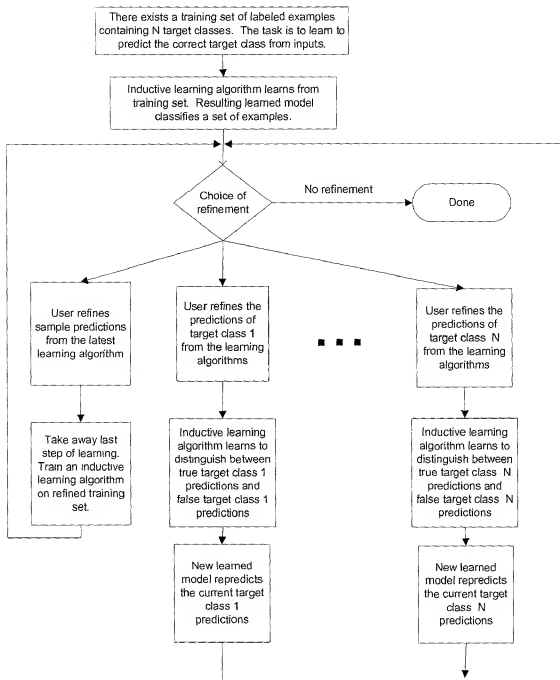 There exists a training set of labeled examples
containing N target classes. The task is to learn to
predict the correct target class from inputs.
Inductive learning algorithm learns from
training set. Resulting learned model
classifies a set of examples.
Choice of
refinement
No refinement
Done
User refines
sample predictions
from the latest
learning algorithm
User refines the
predictions of
target class 1
from the learning
algorithms
User refines the
predictions of
target class N
from the learning
algorithms
Take away last
step of learning.
Train an inductive
learning algorithm
on refined training
set.
Inductive learning
algorithm learns to
distinguish between
true target class 1
predictions and
false target class 1
predictions
Inductive learning
algorithm learns to
distinguish between
true target class N
predictions and
false target class N
predictions
New learned
model repredicts
the current target
class 1
predictions
New learned
model repredicts
the current target
class N
predictions